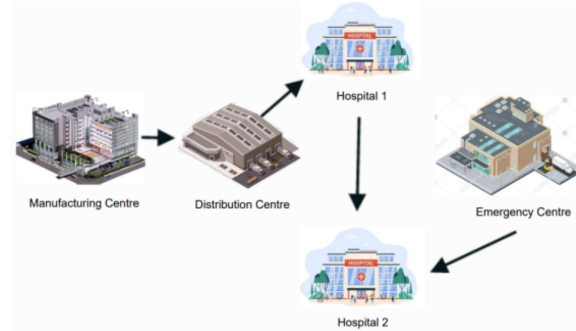 HOSPITAL
Hospital 1
Manufacturing Centre
Distribution Centre
Emergency Centre
HOSPITAL
Hospital 2